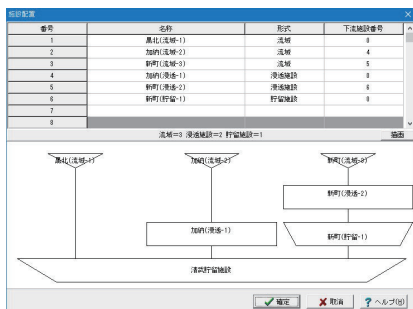 施設配置
番号 名称 形式 下流施設番号
1 黒北(流域-1) 流域 0
2 加納(流域-2) 流域 4
3 新町(流域-3) 流域 5
4 加納(浸透-1) 浸透施設 0
5 新町(浸透-2) 浸透施設 6
6 新町(貯留-1) 貯留施設 0
7
8
流域=3 浸透施設=2 貯留施設=1 描画
黒北(流域-1) 加納(流域-2) 新町(流域-3)
新町(浸透-2)
加納(浸透-1) 新町(貯留-1)
清武貯留施設
確定 取消 ヘルプ(H)